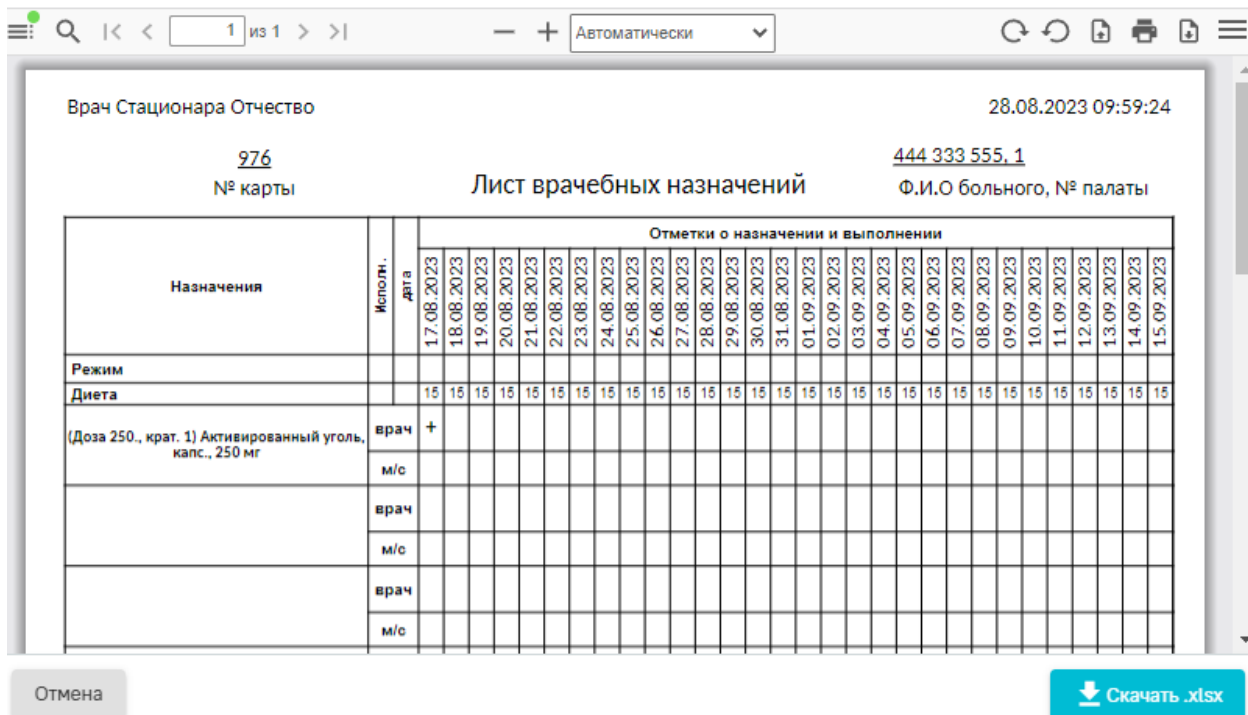 1 из 1 Автоматически
Врач Стационара Отчество 28.08.2023 09:59:24
976 444 333 555, 1
№ карты Лист врачебных назначений Ф.И.О больного, № палаты
Назначения Исполн. дата Отметки о назначении и выполнении
17.08.2023 18.08.2023 19.08.2023 20.08.2023 21.08.2023 22.08.2023 23.08.2023 24.08.2023 25.08.2023 26.08.2023 27.08.2023 28.08.2023 29.08.2023 30.08.2023 31.08.2023 01.09.2023 02.09.2023 03.09.2023 04.09.2023 05.09.2023 06.09.2023 07.09.2023 08.09.2023 09.09.2023 10.09.2023 11.09.2023 12.09.2023 13.09.2023 14.09.2023 15.09.2023
Режим
Диета 15 15 15 15 15 15 15 15 15 15 15 15 15 15 15 15 15 15 15 15 15 15 15 15 15 15 15 15 15 15
(Доза 250., крат. 1) Активированный уголь, врач +
капс., 250 мг
м/с
врач
м/с
врач
м/с
Отмена Скачать .xlsx